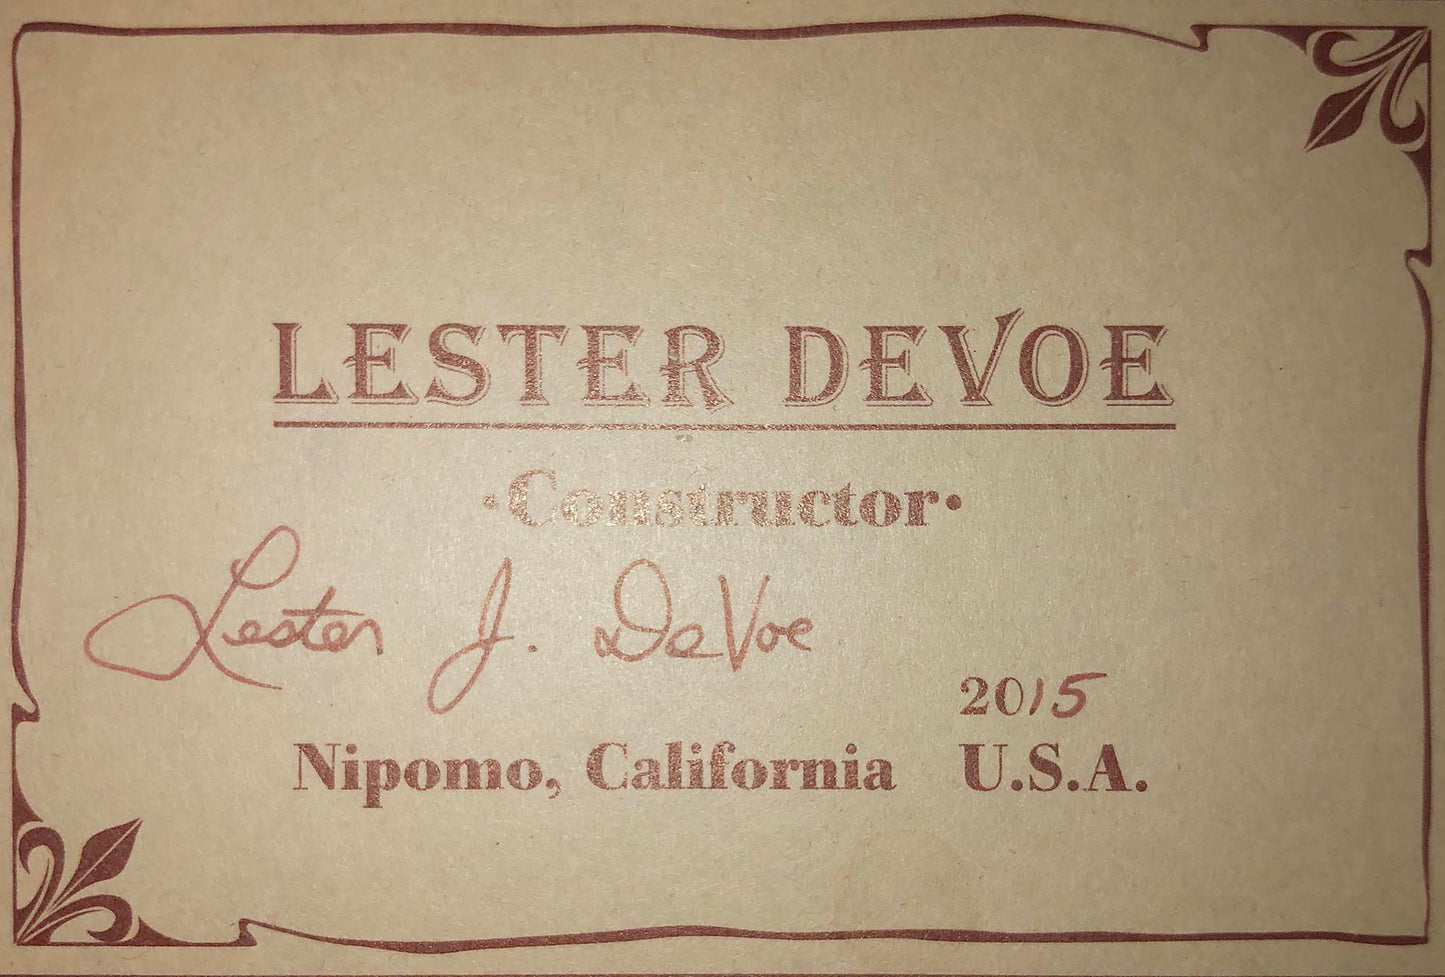 LESTER DEVOE
·Constructor·
Lester J. DeVoe
2015
Nipomo, California U.S.A.